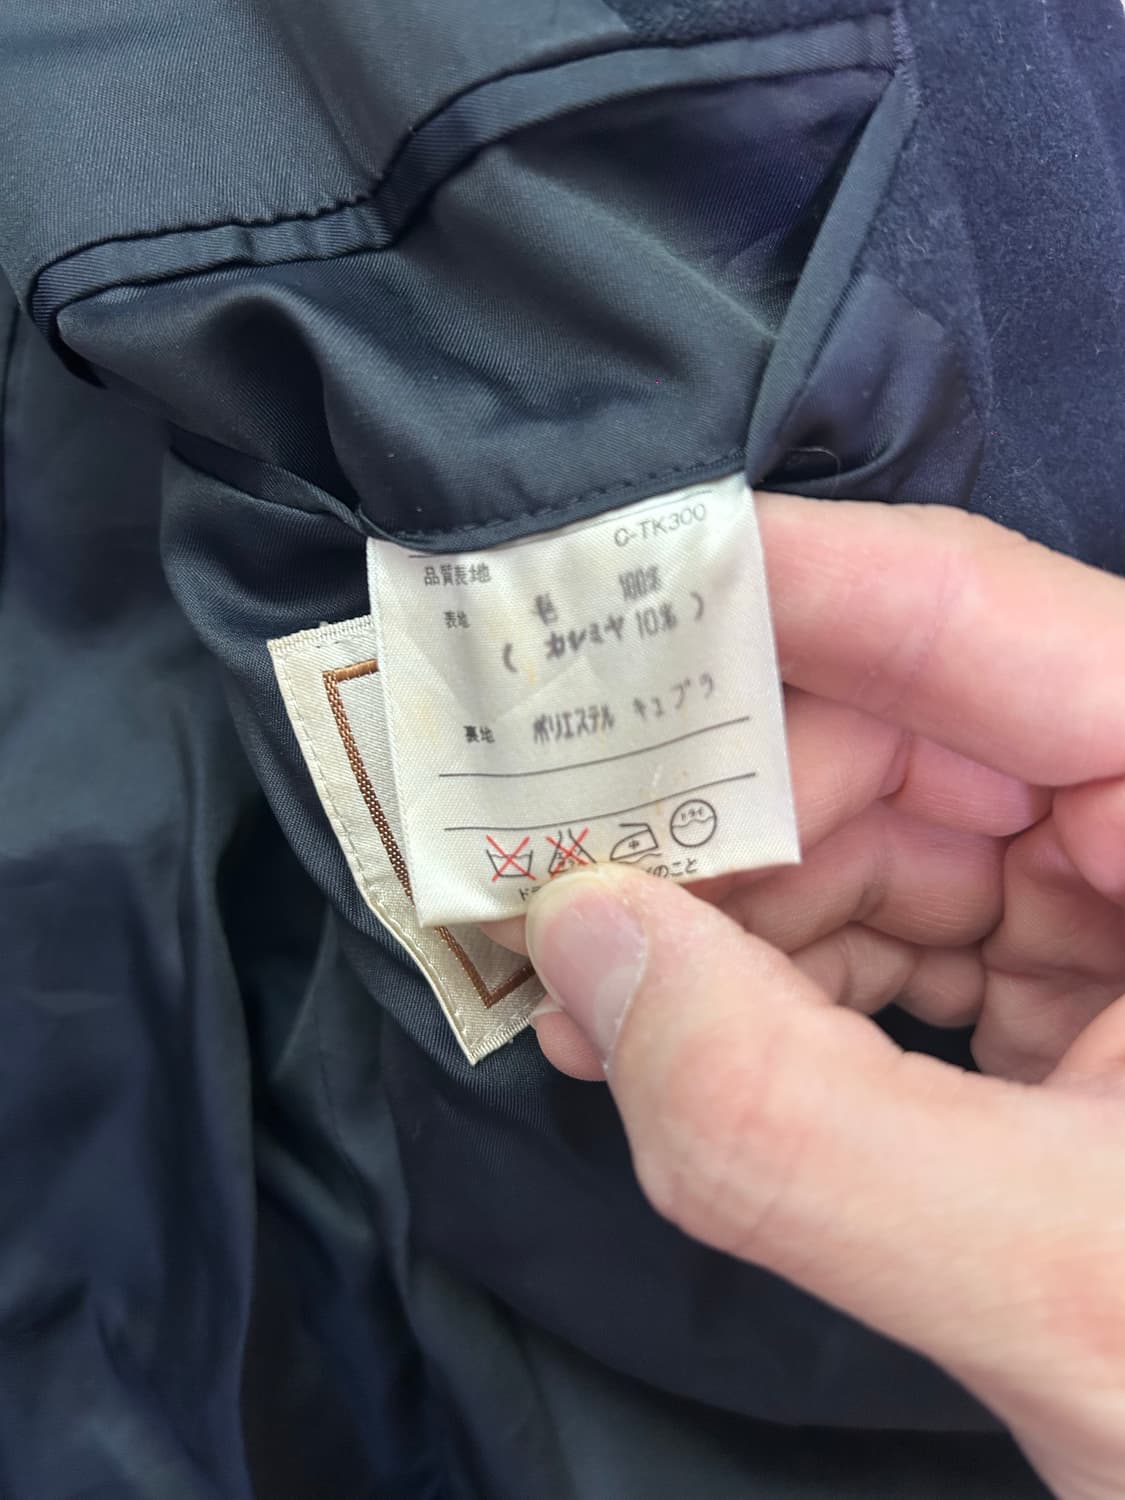 C-TK300
品質表地
表地 毛 100%
( カシミヤ 10% )
裏地 ポリエステル キュプラ
ドライ
ド
のこと